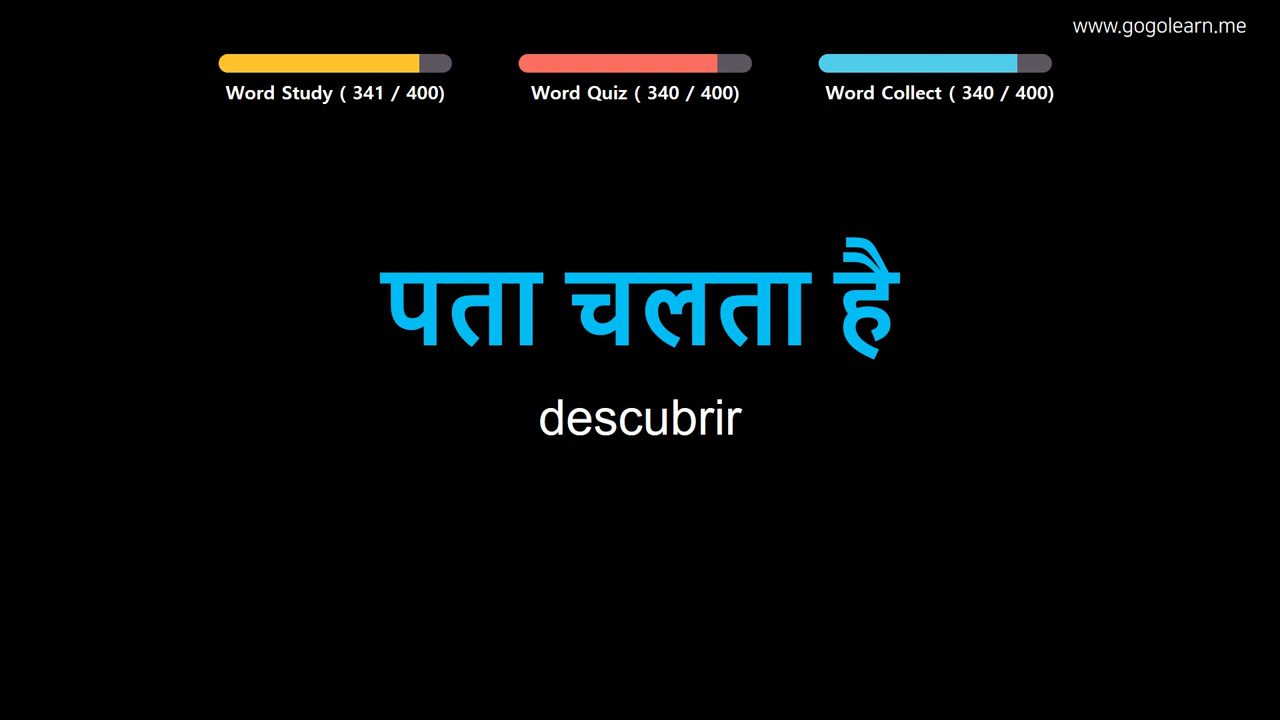 www.gogolearn.me
Word Study ( 341 / 400)
Word Quiz ( 340 / 400)
Word Collect ( 340 / 400)
पता चलता है
descubrir